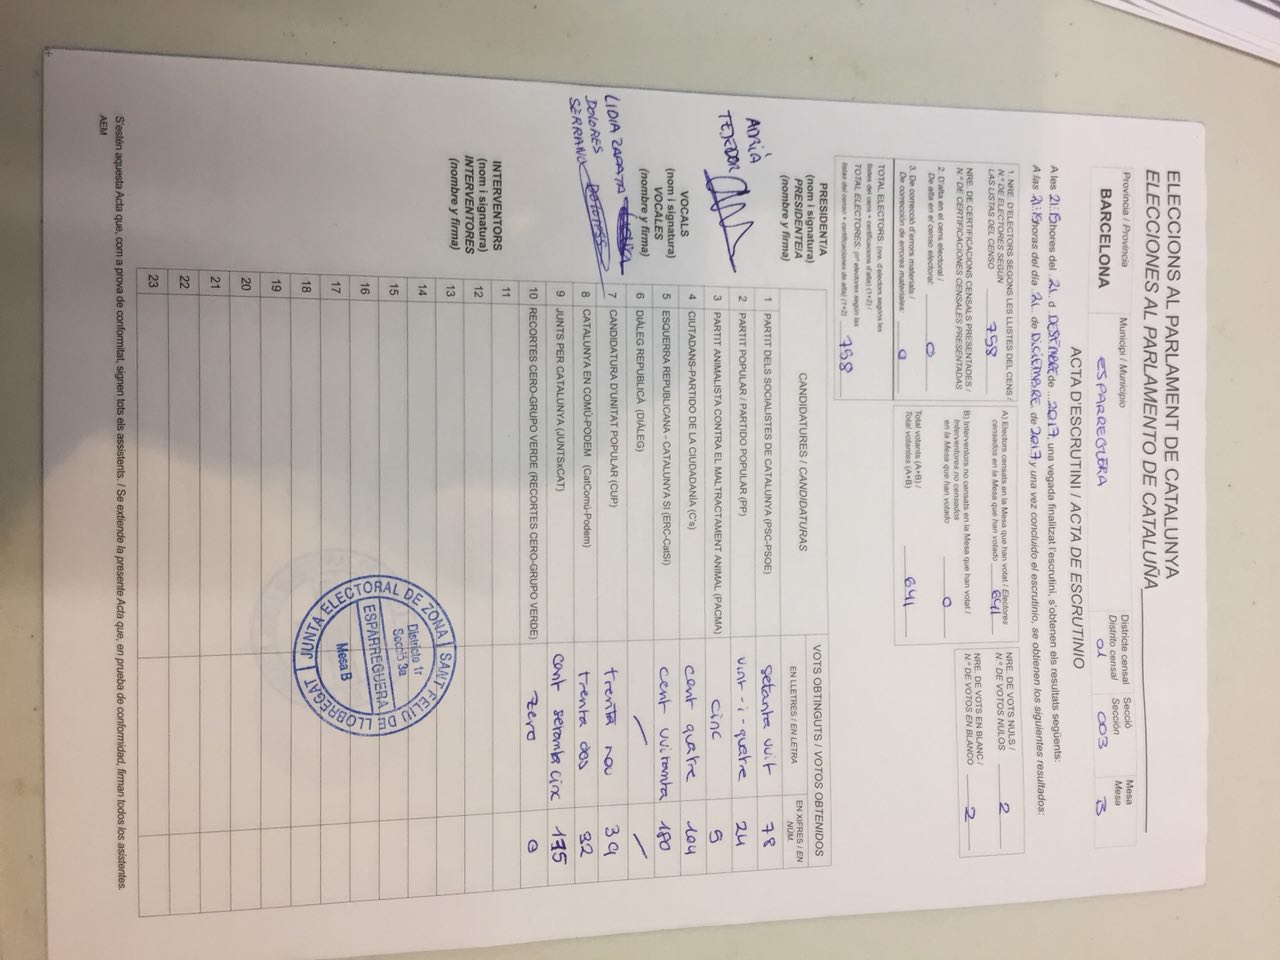 ELECCIONS AL PARLAMENT DE CATALUNYA
ELECCIONES AL PARLAMENTO DE CATALUÑA
Província / Provincia
BARCELONA
Municipi / Municipio
ESPARREGUERA
Districte censal
Distrito censal
01
Secció
Sección
003
Mesa
Mesa
B
ACTA D'ESCRUTINI / ACTA DE ESCRUTINIO
A les 21:15 hores del 21 d DESEMBRE de 2017, una vegada finalitzat l'escrutini, s'obtenen els resultats següents:
A las 21:15 horas del día 21 de DICIEMBRE de 2017 y una vez concluido el escrutinio, se obtienen los siguientes resultados:
1. NRE. D'ELECTORS SEGONS LES LLISTES DEL CENS /
N.º DE ELECTORES SEGÚN
LAS LISTAS DEL CENSO 758
NRE. DE CERTIFICACIONS CENSALS PRESENTADES /
N.º DE CERTIFICACIONES CENSALES PRESENTADAS
2. D'alta en el cens electoral /
De alta en el censo electoral: 0
3. De correcció d'errors materials /
De corrección de errores materiales: 0
TOTAL ELECTORS: (nre. d'electors segons les
llistes del cens + certificacions d'alta) (1+2) /
TOTAL ELECTORES: (nº electores según las
listas del censo + certificaciones de alta) (1+2) 758
A) Electors censats en la Mesa que han votat / Electores
censados en la Mesa que han votado 641
B) Interventors no censats en la Mesa que han votat /
Interventores no censados
en la Mesa que han votado 0
Total votants (A+B) /
Total votantes (A+B) 641
NRE. DE VOTS NULS /
N.º DE VOTOS NULOS 2
NRE. DE VOTS EN BLANC /
N.º DE VOTOS EN BLANCO 2
PRESIDENT/A
(nom i signatura)
PRESIDENTE/A
(nombre y firma)
ADRIÀ
TEJEDOR
VOCALS
(nom i signatura)
VOCALES
(nombre y firma)
LIDIA ZAPATA
DOLORES
SERRANO
INTERVENTORS
(nom i signatura)
INTERVENTORES
(nombre y firma)
CANDIDATURES / CANDIDATURAS
VOTS OBTINGUTS / VOTOS OBTENIDOS
EN LLETRES / EN LETRA
EN XIFRES / EN NÚM.
1 PARTIT DELS SOCIALISTES DE CATALUNYA (PSC-PSOE) setanta vuit 78
2 PARTIT POPULAR / PARTIDO POPULAR (PP) vint-i-quatre 24
3 PARTIT ANIMALISTA CONTRA EL MALTRACTAMENT ANIMAL (PACMA) cinc 5
4 CIUTADANS-PARTIDO DE LA CIUDADANÍA (C's) cent quatre 104
5 ESQUERRA REPUBLICANA - CATALUNYA SÍ (ERC-CatSí) cent vuitanta 180
6 DIÀLEG REPUBLICÀ (DIÀLEG) / /
7 CANDIDATURA D'UNITAT POPULAR (CUP) trenta nou 39
8 CATALUNYA EN COMÚ-PODEM (CatComú-Podem) trenta dos 32
9 JUNTS PER CATALUNYA (JUNTSxCAT) cent setanta cinc 175
10 RECORTES CERO-GRUPO VERDE (RECORTES CERO-GRUPO VERDE) Zero 0
11
12
13
14
15
16
17
18
19
20
21
22
23
JUNTA ELECTORAL DE ZONA
SANT FELIU DE LLOBREGAT
Districte 1r
Secció 3a
ESPARREGUERA
Mesa B
S'estén aquesta Acta que, com a prova de conformitat, signen tots els assistents. / Se extiende la presente Acta que, en prueba de conformidad, firman todos los asistentes.
AEM